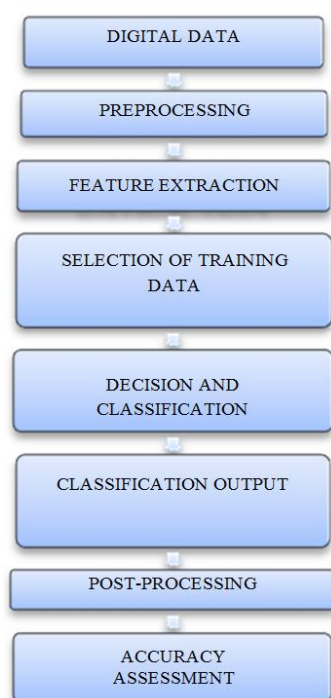 DIGITAL DATA
PREPROCESSING
FEATURE EXTRACTION
SELECTION OF TRAINING
DATA
DECISION AND
CLASSIFICATION
CLASSIFICATION OUTPUT
POST-PROCESSING
ACCURACY
ASSESSMENT